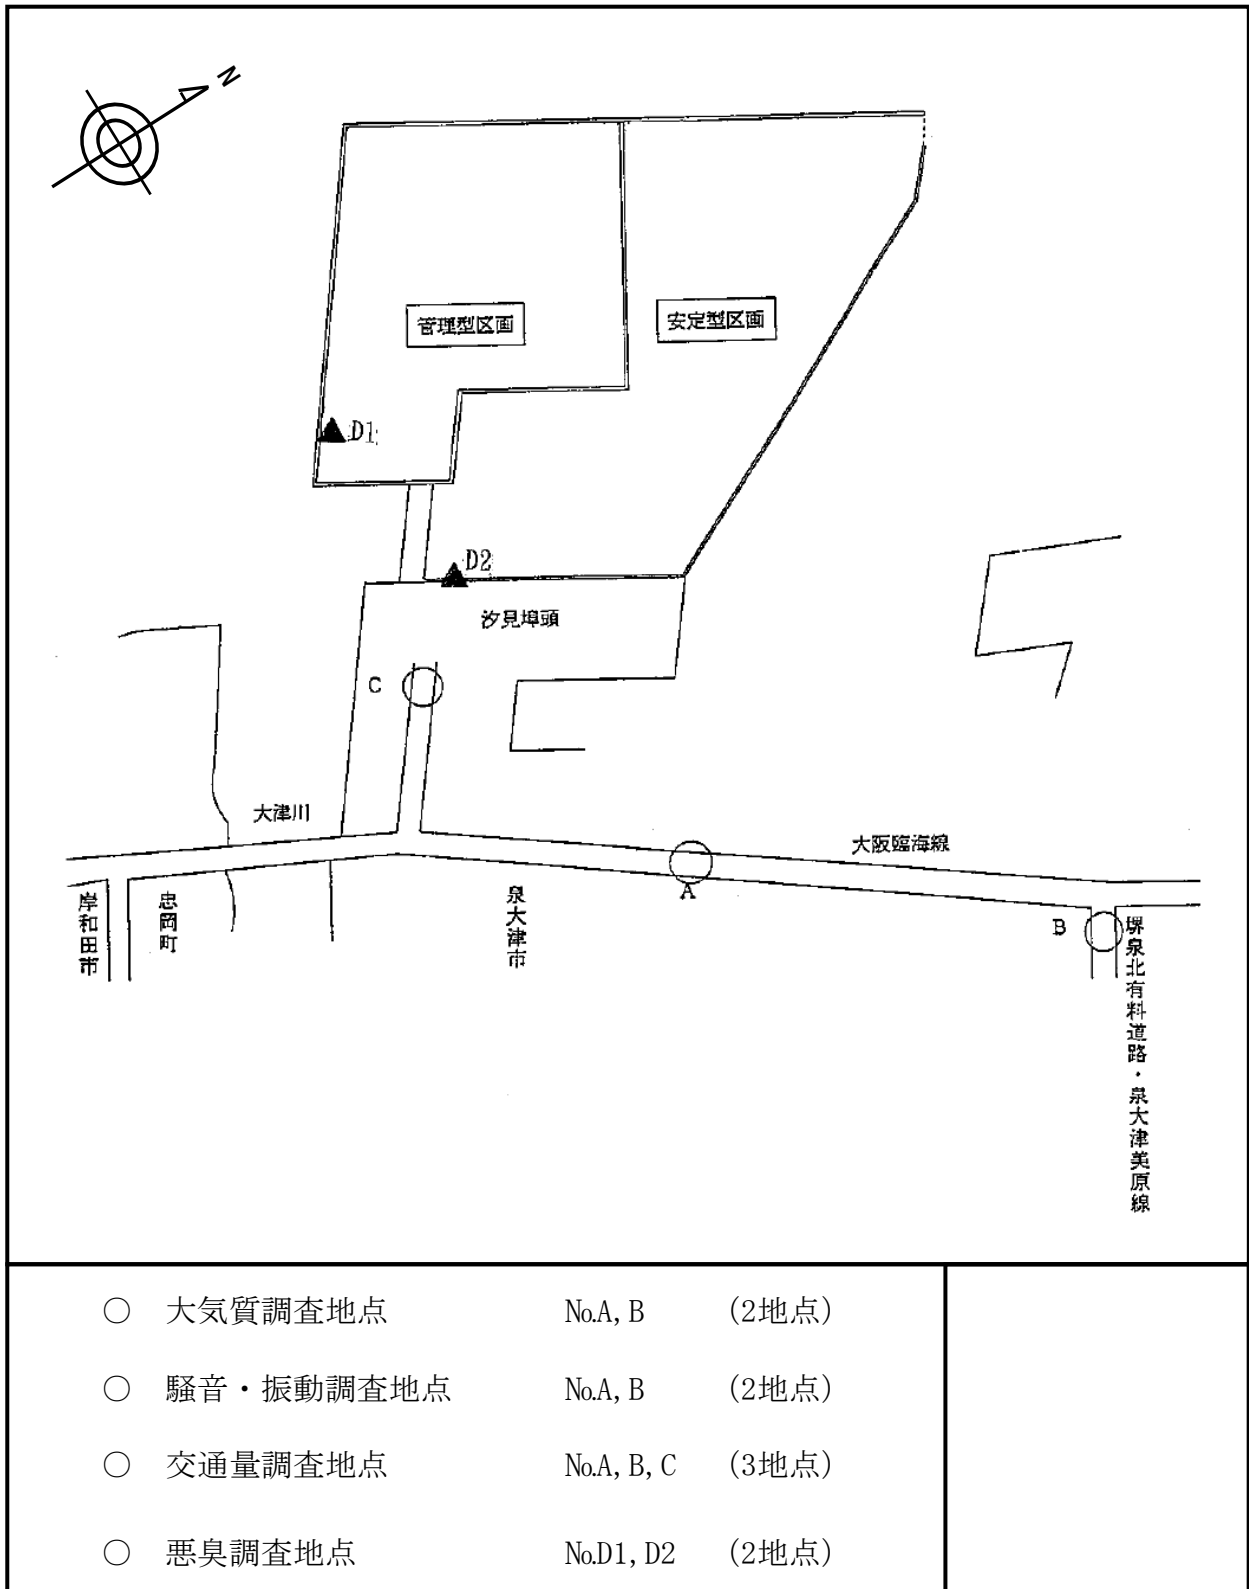 N
管理型区画
安定型区画
D1
D2
汐見埠頭
C
大津川
大阪臨海線
A
岸和田市
忠岡町
泉大津市
B
堺泉北有料道路・泉大津美原線
○ 大気質調査地点 No.A, B (2地点)
○ 騒音・振動調査地点 No.A, B (2地点)
○ 交通量調査地点 No.A, B, C (3地点)
○ 悪臭調査地点 No.D1, D2 (2地点)